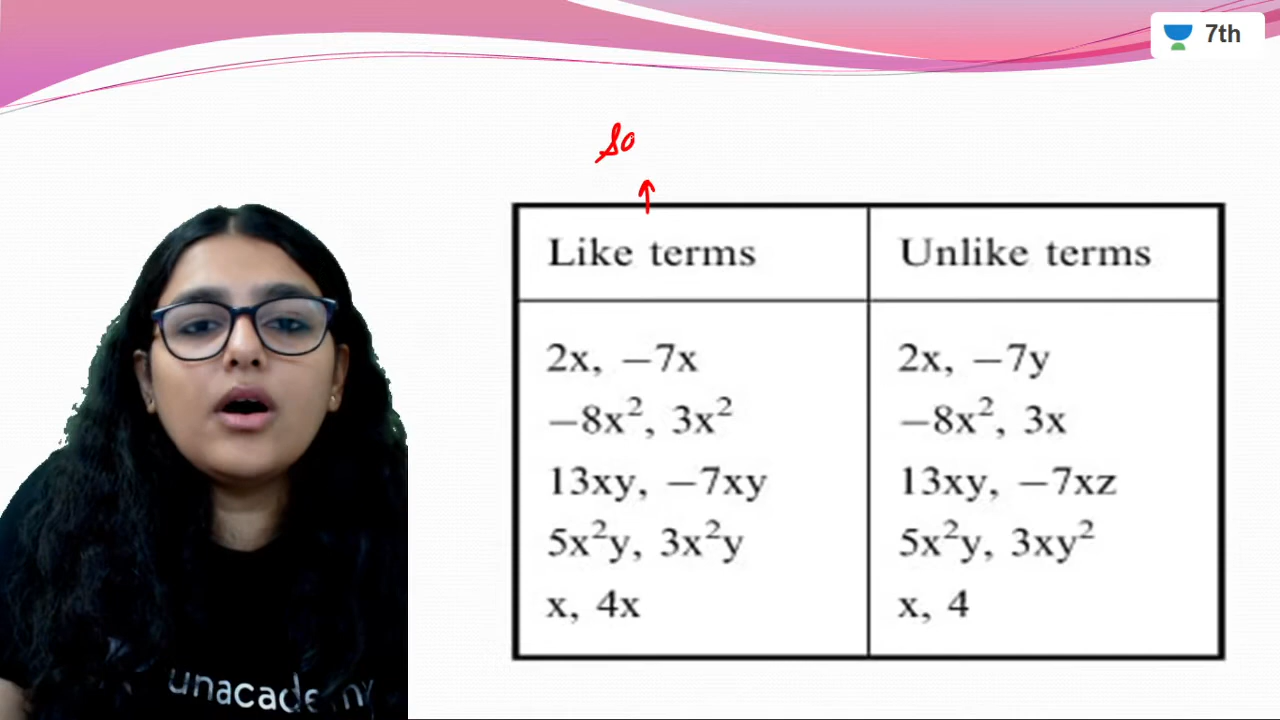 7th
so
Like terms Unlike terms
2x, −7x 2x, −7y
−8x², 3x² −8x², 3x
13xy, −7xy 13xy, −7xz
5x²y, 3x²y 5x²y, 3xy²
x, 4x x, 4
unacademy